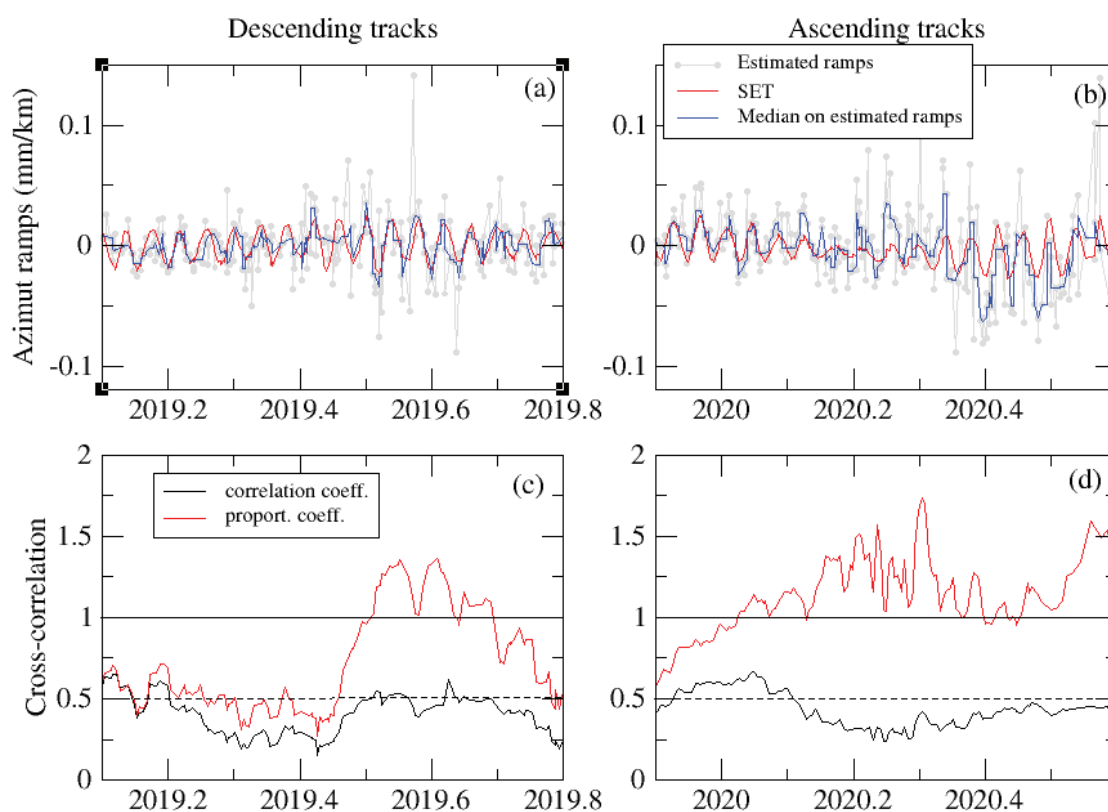 Descending tracks
Ascending tracks
Azimut ramps (mm/km)
0.1
0
-0.1
(a)
2019.2
2019.4
2019.6
2019.8
Estimated ramps
SET
Median on estimated ramps
(b)
0.1
0
-0.1
2020
2020.2
2020.4
Cross-correlation
2
1.5
1
0.5
0
correlation coeff.
proport. coeff.
(c)
2019.2
2019.4
2019.6
2019.8
(d)
2
1.5
1
0.5
0
2020
2020.2
2020.4